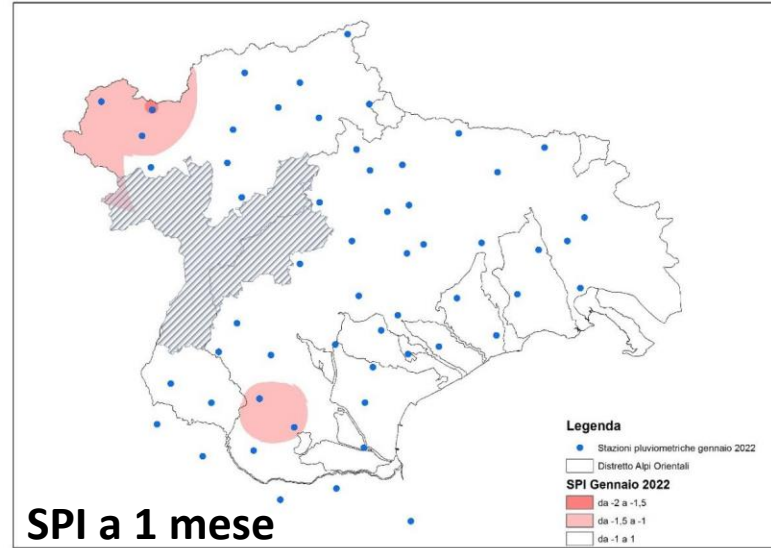 Legenda
Stazioni pluviometriche gennaio 2022
Distretto Alpi Orientali
SPI Gennaio 2022
da -2 a -1,5
da -1,5 a -1
da -1 a 1
SPI a 1 mese